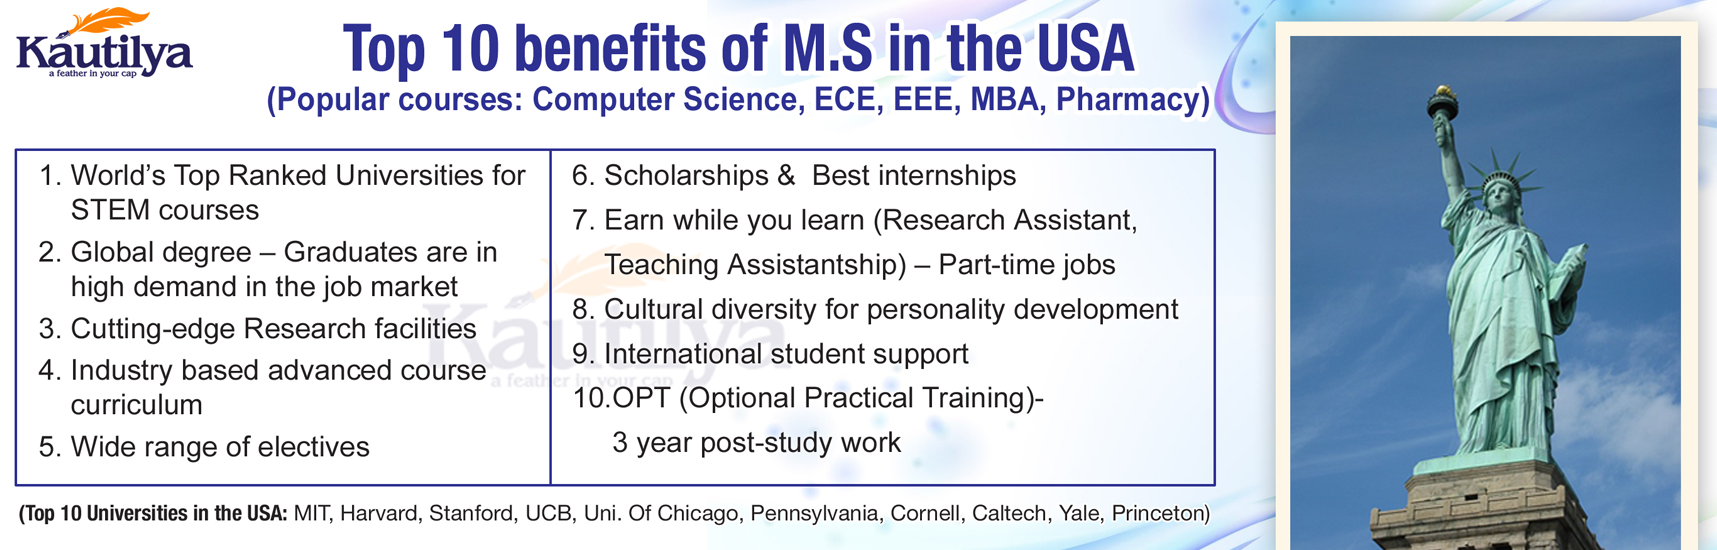 Kautilya
a feather in your cap
Top 10 benefits of M.S in the USA
(Popular courses: Computer Science, ECE, EEE, MBA, Pharmacy)
1. World’s Top Ranked Universities for
STEM courses
2. Global degree – Graduates are in
high demand in the job market
3. Cutting-edge Research facilities
4. Industry based advanced course
curriculum
5. Wide range of electives
6. Scholarships &  Best internships
7. Earn while you learn (Research Assistant,
Teaching Assistantship) – Part-time jobs
8. Cultural diversity for personality development
9. International student support
10.OPT (Optional Practical Training)-
3 year post-study work
Kautilya
a feather in your cap
(Top 10 Universities in the USA: MIT, Harvard, Stanford, UCB, Uni. Of Chicago, Pennsylvania, Cornell, Caltech, Yale, Princeton)